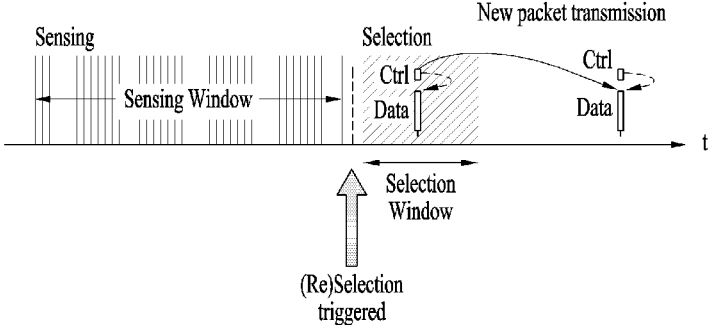 New packet transmission
Sensing
Selection
Ctrl
Ctrl
Sensing Window
Data
Data
t
Selection
Window
(Re)Selection
triggered